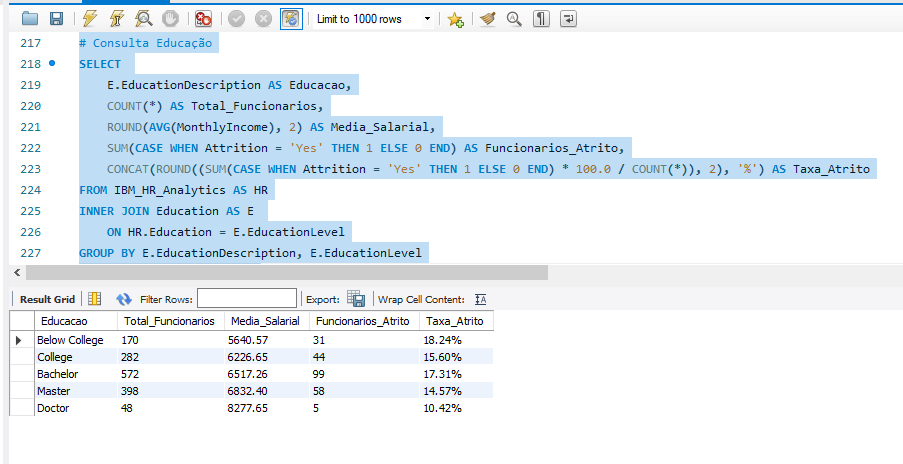 Limit to 1000 rows
217 # Consulta Educação
218 SELECT
219 E.EducationDescription AS Educacao,
220 COUNT(*) AS Total_Funcionarios,
221 ROUND(AVG(MonthlyIncome), 2) AS Media_Salarial,
222 SUM(CASE WHEN Attrition = 'Yes' THEN 1 ELSE 0 END) AS Funcionarios_Atrito,
223 CONCAT(ROUND((SUM(CASE WHEN Attrition = 'Yes' THEN 1 ELSE 0 END) * 100.0 / COUNT(*)), 2), '%') AS Taxa_Atrito
224 FROM IBM_HR_Analytics AS HR
225 INNER JOIN Education AS E
226 ON HR.Education = E.EducationLevel
227 GROUP BY E.EducationDescription, E.EducationLevel
Result Grid Filter Rows: Export: Wrap Cell Content:
Educacao Total_Funcionarios Media_Salarial Funcionarios_Atrito Taxa_Atrito
Below College 170 5640.57 31 18.24%
College 282 6226.65 44 15.60%
Bachelor 572 6517.26 99 17.31%
Master 398 6832.40 58 14.57%
Doctor 48 8277.65 5 10.42%